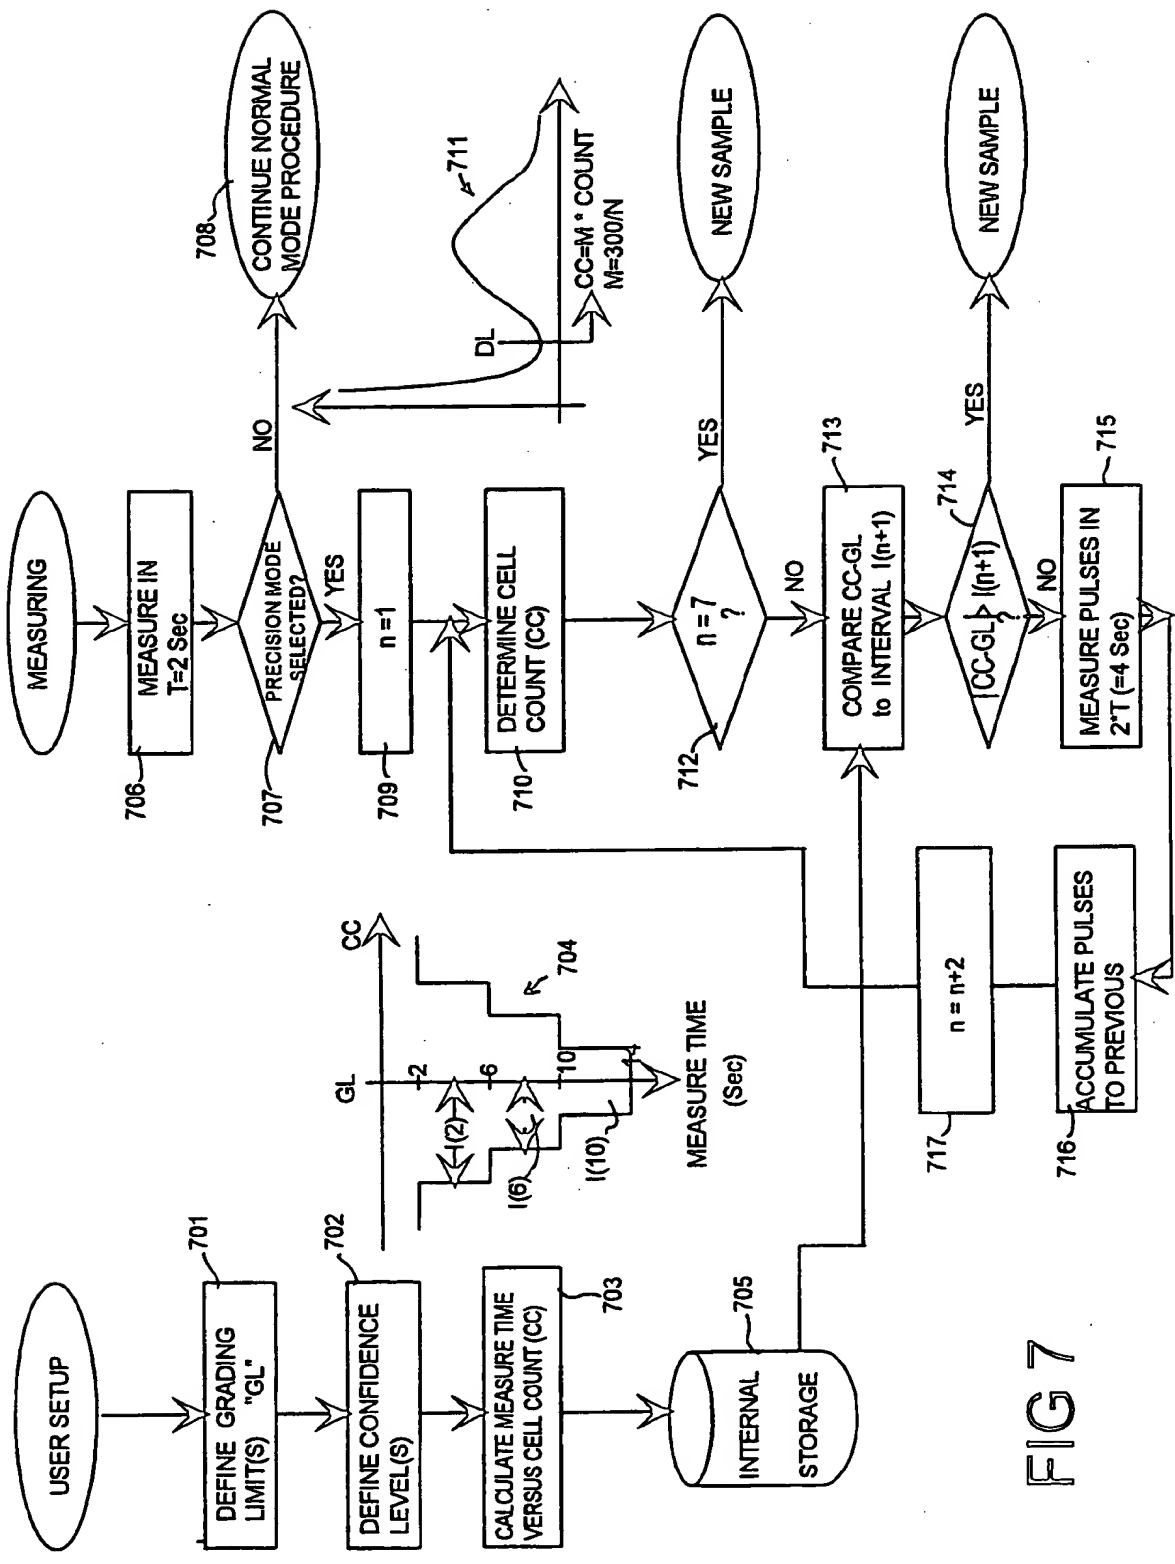 USER SETUP
701
DEFINE GRADING
LIMIT(S) "GL"
702
DEFINE CONFIDENCE
LEVEL(S)
703
CALCULATE MEASURE TIME
VERSUS CELL COUNT (CC)
705
INTERNAL
STORAGE
GL
CC
2
6
10
I(2)
I(6)
I(10)
704
MEASURE TIME
(Sec)
MEASURING
706
MEASURE IN
T=2 Sec
707
PRECISION MODE
SELECTED?
NO
708
CONTINUE NORMAL
MODE PROCEDURE
YES
709
n =1
710
DETERMINE CELL
COUNT (CC)
DL
711
CC=M * COUNT
M=300/N
712
n = 7
?
YES
NEW SAMPLE
NO
713
COMPARE CC-GL
to INTERVAL I(n+1)
714
|CC-GL|> I(n+1)
?
YES
NEW SAMPLE
NO
715
MEASURE PULSES IN
2*T (=4 Sec)
716
ACCUMULATE PULSES
TO PREVIOUS
717
n = n+2
FIG 7